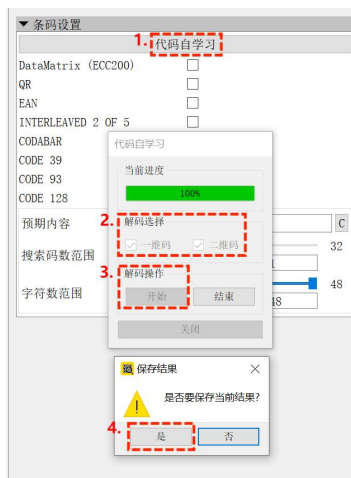 ▼条码设置
1. 代码自学习
DataMatrix (ECC200)
QR
EAN
INTERLEAVED 2 OF 5
CODABAR
CODE 39
CODE 93
CODE 128
代码自学习
当前进度
100%
预期内容
C
2. 解码选择
一维码 二维码
搜索码数范围
32
1
3. 解码操作
字符数范围
48
开始 结束
48
关闭
保存结果
是否要保存当前结果?
4. 是 否